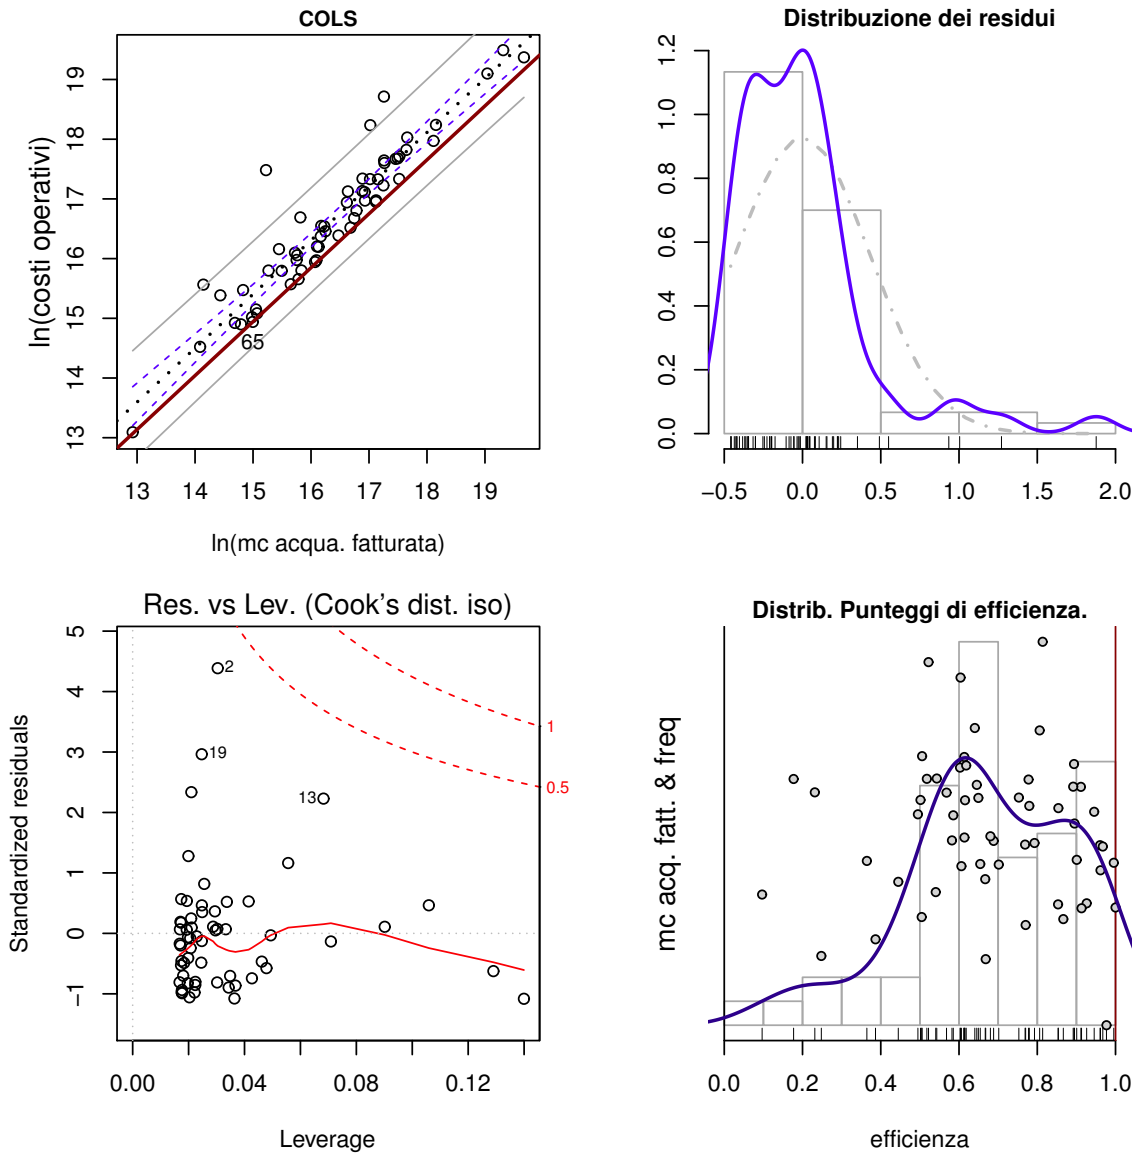 COLS
ln(costi operativi)
13 14 15 16 17 18 19
65
13 14 15 16 17 18 19
ln(mc acqua. fatturata)
Distribuzione dei residui
0.0 0.2 0.4 0.6 0.8 1.0 1.2
−0.5 0.0 0.5 1.0 1.5 2.0
Res. vs Lev. (Cook's dist. iso)
Standardized residuals
−1 0 1 2 3 4 5
2
19
13
1
0.5
0.00 0.04 0.08 0.12
Leverage
Distrib. Punteggi di efficienza.
mc acq. fatt. & freq
0.0 0.2 0.4 0.6 0.8 1.0
efficienza